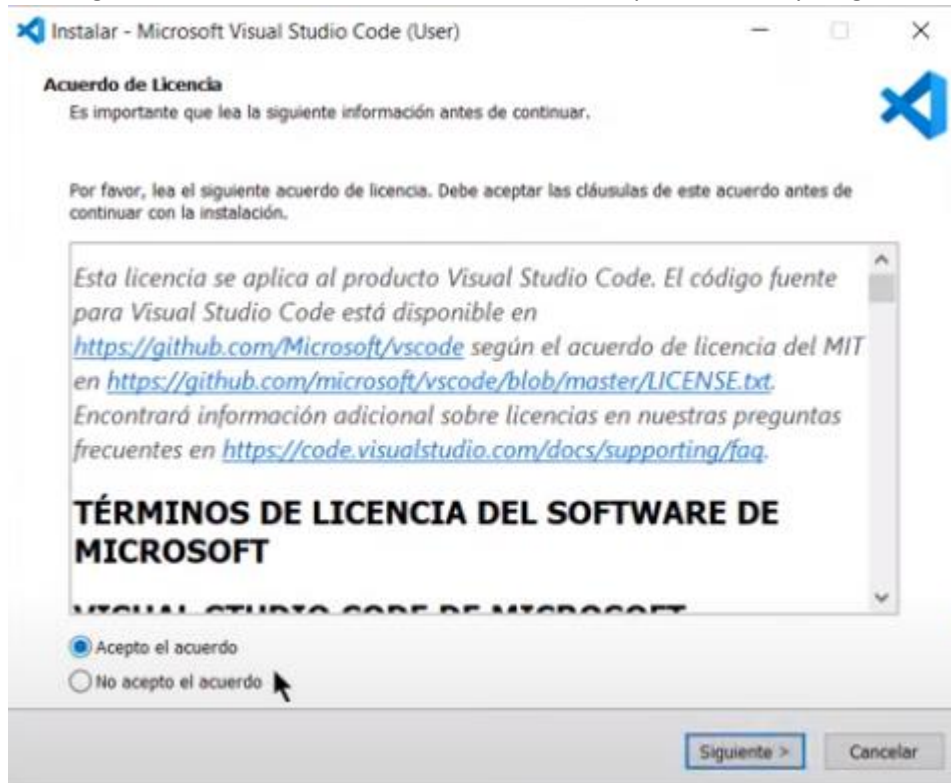 Instalar - Microsoft Visual Studio Code (User)
Acuerdo de Licencia
Es importante que lea la siguiente información antes de continuar.
Por favor, lea el siguiente acuerdo de licencia. Debe aceptar las cláusulas de este acuerdo antes de
continuar con la instalación.
Esta licencia se aplica al producto Visual Studio Code. El código fuente
para Visual Studio Code está disponible en
https://github.com/Microsoft/vscode según el acuerdo de licencia del MIT
en https://github.com/microsoft/vscode/blob/master/LICENSE.txt.
Encontrará información adicional sobre licencias en nuestras preguntas
frecuentes en https://code.visualstudio.com/docs/supporting/faq.
TÉRMINOS DE LICENCIA DEL SOFTWARE DE
MICROSOFT
VISUAL STUDIO CODE DE MICROSOFT
Acepto el acuerdo
No acepto el acuerdo
Siguiente >
Cancelar